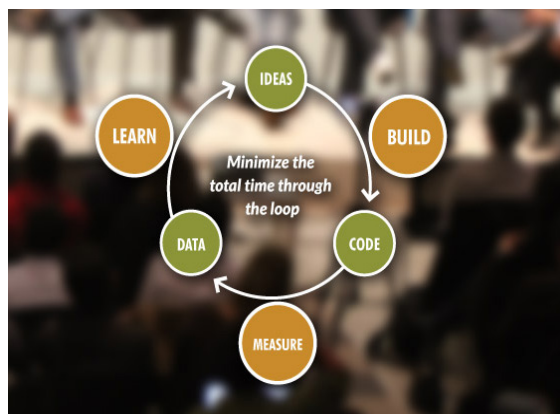 IDEAS
LEARN
BUILD
Minimize the
total time through
the loop
DATA
CODE
MEASURE